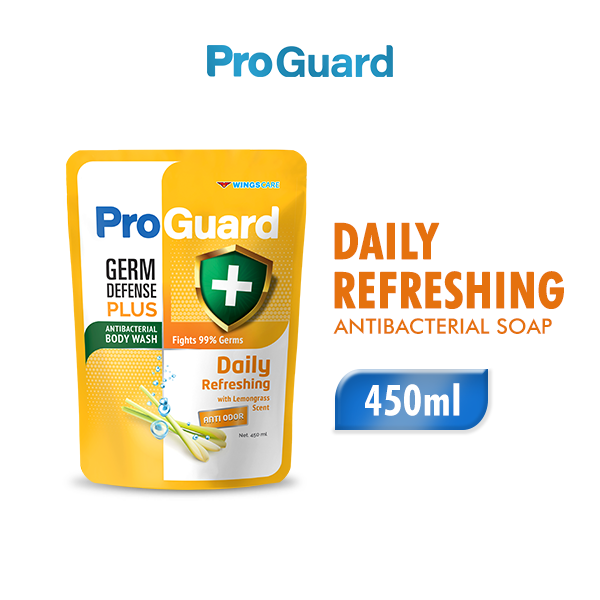 ProGuard
WINGSCARE
ProGuard
GERM
DEFENSE
PLUS
ANTIBACTERIAL
BODY WASH
Fights 99% Germs
Daily
Refreshing
with Lemongrass
Scent
ANTI ODOR
Net. 450 ml
DAILY
REFRESHING
ANTIBACTERIAL SOAP
450ml